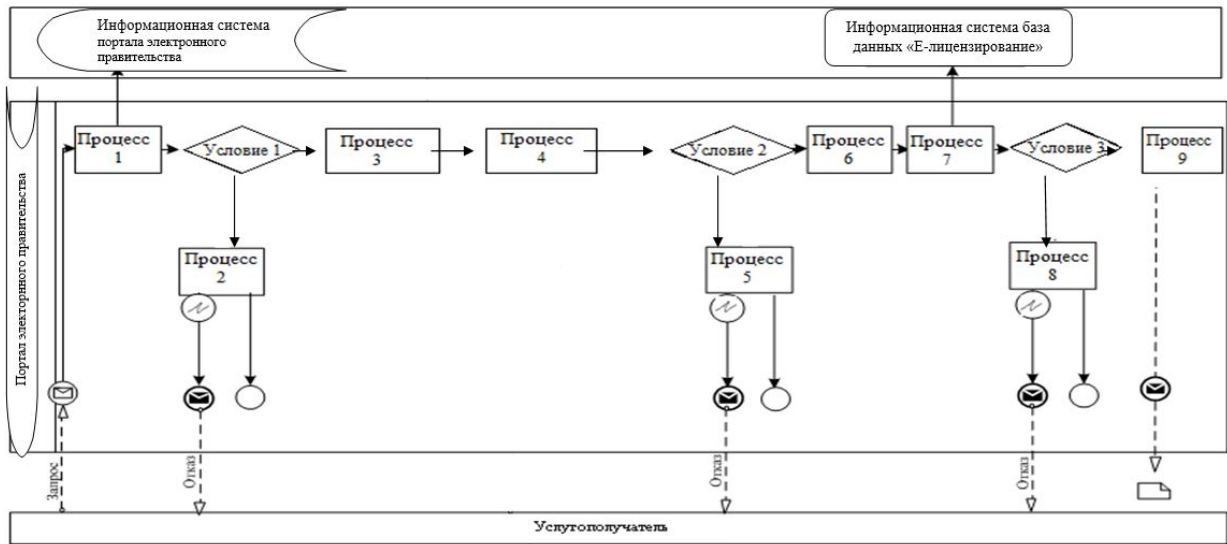 Информационная система
портала электронного
правительства
Информационная система база
данных «Е-лицензирование»
Портал электорнного правительства
Процесс
1
Условие 1
Процесс
3
Процесс
4
Условие 2
Процесс
6
Процесс
7
Условие 3
Процесс
9
Процесс
2
Процесс
5
Процесс
8
Запрос
Отказ
Отказ
Отказ
Услугополучатель